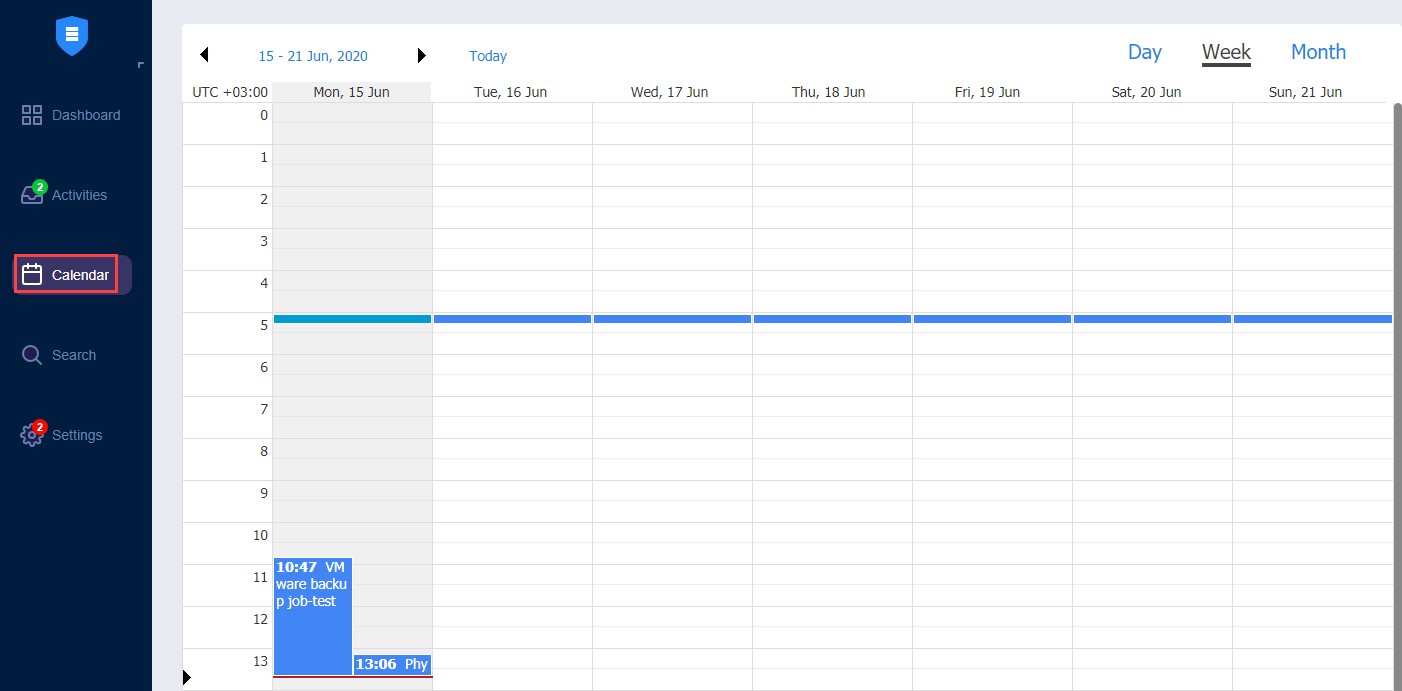 15 - 21 Jun, 2020
Today
Day
Week
Month
UTC +03:00
Mon, 15 Jun
Tue, 16 Jun
Wed, 17 Jun
Thu, 18 Jun
Fri, 19 Jun
Sat, 20 Jun
Sun, 21 Jun
Dashboard
2
Activities
Calendar
Search
2
Settings
0
1
2
3
4
5
6
7
8
9
10
11
12
13
10:47 VM
ware backu
p job-test
13:06 Phy